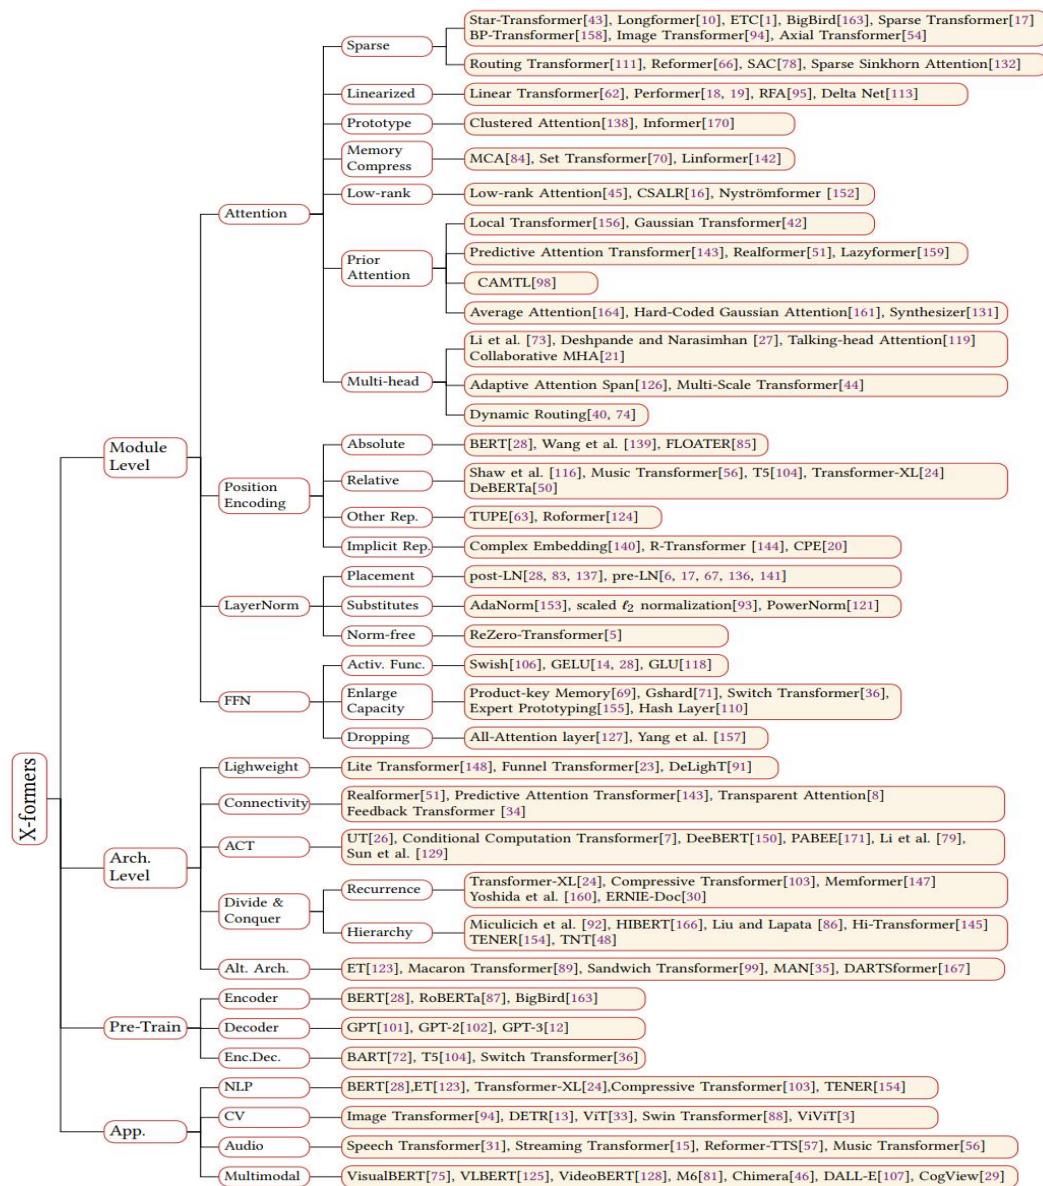 X-formers
Module
Level
Attention
Sparse
Star-Transformer[43], Longformer[10], ETC[1], BigBird[163], Sparse Transformer[17]
BP-Transformer[158], Image Transformer[94], Axial Transformer[54]
Routing Transformer[111], Reformer[66], SAC[78], Sparse Sinkhorn Attention[132]
Linearized
Linear Transformer[62], Performer[18, 19], RFA[95], Delta Net[113]
Prototype
Clustered Attention[138], Informer[170]
Memory
Compress
MCA[84], Set Transformer[70], Linformer[142]
Low-rank
Low-rank Attention[45], CSALR[16], Nyströmformer [152]
Prior
Attention
Local Transformer[156], Gaussian Transformer[42]
Predictive Attention Transformer[143], Realformer[51], Lazyformer[159]
CAMTL[98]
Average Attention[164], Hard-Coded Gaussian Attention[161], Synthesizer[131]
Multi-head
Li et al. [73], Deshpande and Narasimhan [27], Talking-head Attention[119]
Collaborative MHA[21]
Adaptive Attention Span[126], Multi-Scale Transformer[44]
Dynamic Routing[40, 74]
Position
Encoding
Absolute
BERT[28], Wang et al. [139], FLOATER[85]
Relative
Shaw et al. [116], Music Transformer[56], T5[104], Transformer-XL[24]
DeBERTa[50]
Other Rep.
TUPE[63], Roformer[124]
Implicit Rep.
Complex Embedding[140], R-Transformer [144], CPE[20]
LayerNorm
Placement
post-LN[28, 83, 137], pre-LN[6, 17, 67, 136, 141]
Substitutes
AdaNorm[153], scaled ℓ2 normalization[93], PowerNorm[121]
Norm-free
ReZero-Transformer[5]
FFN
Activ. Func.
Swish[106], GELU[14, 28], GLU[118]
Enlarge
Capacity
Product-key Memory[69], Gshard[71], Switch Transformer[36],
Expert Prototyping[155], Hash Layer[110]
Dropping
All-Attention layer[127], Yang et al. [157]
Arch.
Level
Lighweight
Lite Transformer[148], Funnel Transformer[23], DeLighT[91]
Connectivity
Realformer[51], Predictive Attention Transformer[143], Transparent Attention[8]
Feedback Transformer [34]
ACT
UT[26], Conditional Computation Transformer[7], DeeBERT[150], PABEE[171], Li et al. [79],
Sun et al. [129]
Divide &
Conquer
Recurrence
Transformer-XL[24], Compressive Transformer[103], Memformer[147]
Yoshida et al. [160], ERNIE-Doc[30]
Hierarchy
Miculicich et al. [92], HIBERT[166], Liu and Lapata [86], Hi-Transformer[145]
TENER[154], TNT[48]
Alt. Arch.
ET[123], Macaron Transformer[89], Sandwich Transformer[99], MAN[35], DARTSformer[167]
Pre-Train
Encoder
BERT[28], RoBERTa[87], BigBird[163]
Decoder
GPT[101], GPT-2[102], GPT-3[12]
Enc.Dec.
BART[72], T5[104], Switch Transformer[36]
App.
NLP
BERT[28],ET[123], Transformer-XL[24],Compressive Transformer[103], TENER[154]
CV
Image Transformer[94], DETR[13], ViT[33], Swin Transformer[88], ViViT[3]
Audio
Speech Transformer[31], Streaming Transformer[15], Reformer-TTS[57], Music Transformer[56]
Multimodal
VisualBERT[75], VLBERT[125], VideoBERT[128], M6[81], Chimera[46], DALL-E[107], CogView[29]